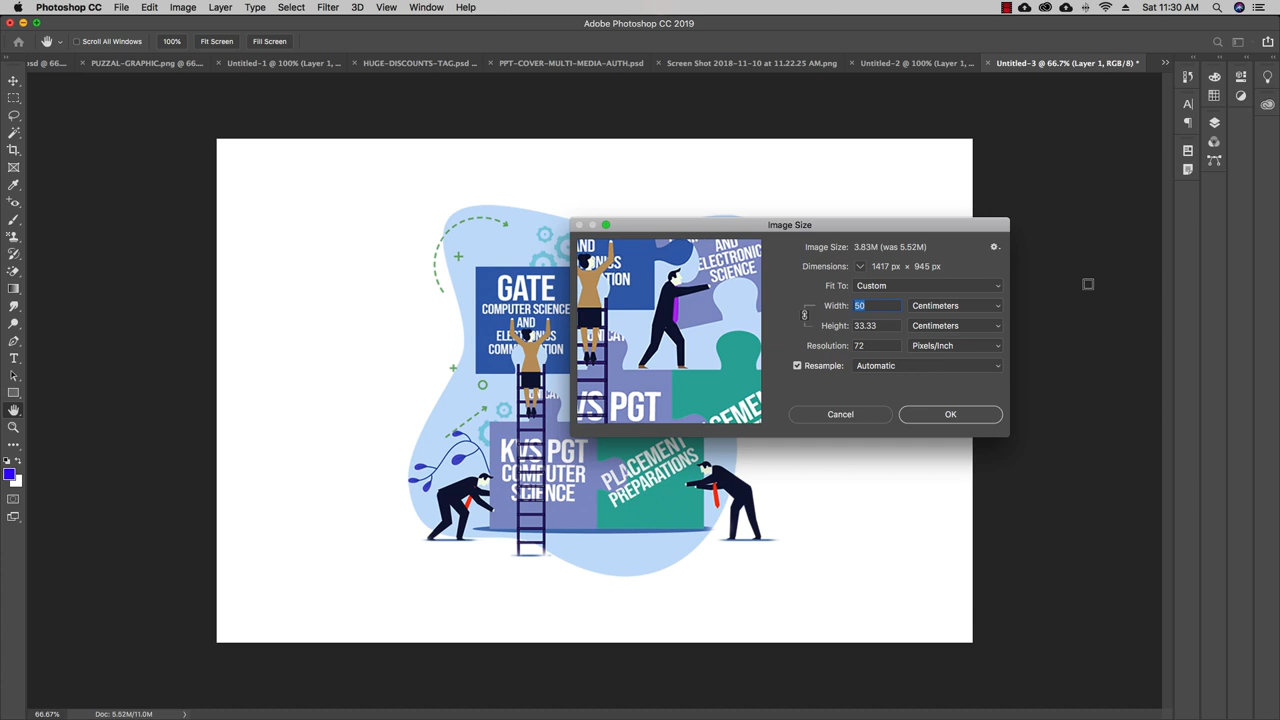 Photoshop CC File Edit Image Layer Type Select Filter 3D View Window Help Sat 11:30 AM
Adobe Photoshop CC 2019
Scroll All Windows 100% Fit Screen Fill Screen
sd @ 66.... PUZZAL-GRAPHIC.png @ 66.... Untitled-1 @ 100% (Layer 1, ... HUGE-DISCOUNTS-TAG.psd ... PPT-COVER-MULTI-MEDIA-AUTH.psd Screen Shot 2018-11-10 at 11.22.25 AM.png Untitled-2 @ 100% (Layer 1, ... Untitled-3 @ 66.7% (Layer 1, RGB/8) *
Image Size
Image Size: 3.83M (was 5.52M)
Dimensions: 1417 px × 945 px
Fit To: Custom
Width: 50 Centimeters
Height: 33.33 Centimeters
Resolution: 72 Pixels/Inch
Resample: Automatic
Cancel OK
AND
ELECTRONIC
SCIENCE
AND
KVS PGT
GATE
COMPUTER SCIENCE
AND
KVS PGT
COMPUTER
SCIENCE
PLACEMENT
PREPARATIONS
66.67% Doc: 5.52M/11.0M